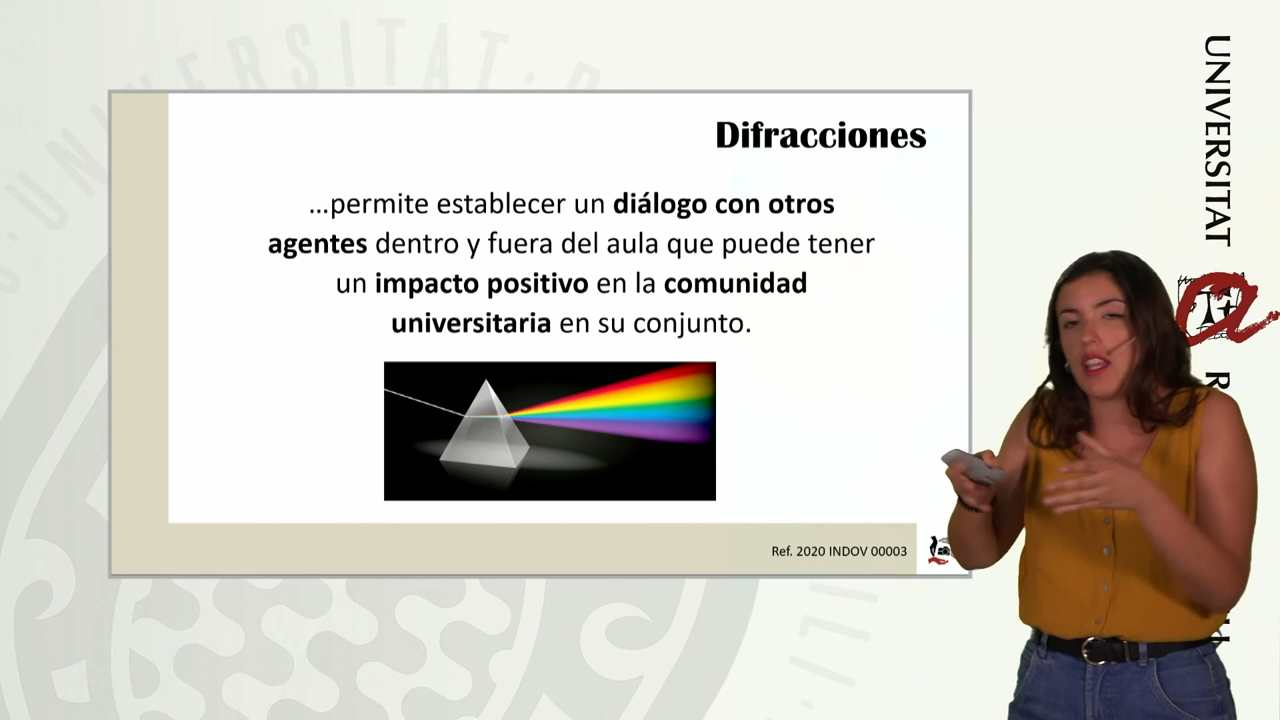 Difracciones
...permite establecer un diálogo con otros
agentes dentro y fuera del aula que puede tener
un impacto positivo en la comunidad
universitaria en su conjunto.
Ref. 2020 INDOV 00003
UNIVERSITAT
R